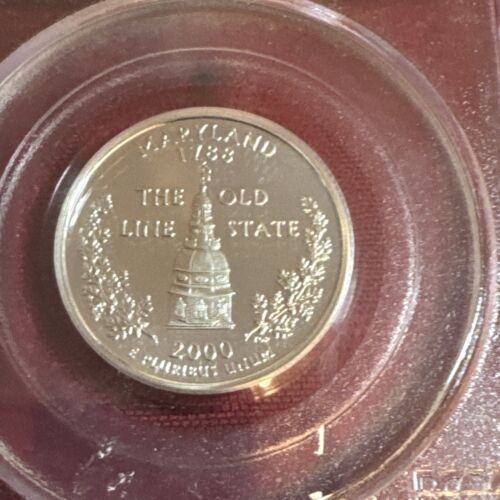 MARYLAND
1788
THE OLD
LINE STATE
2000
E PLURIBUS UNUM